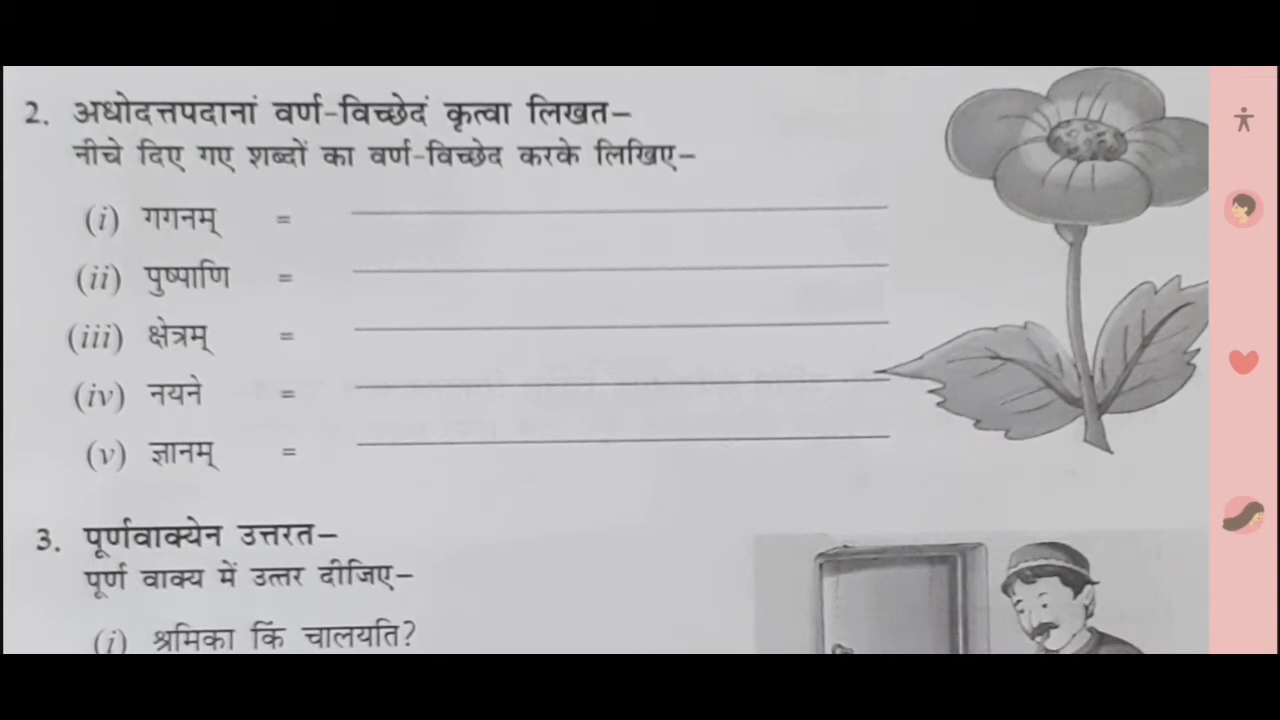 2. अधोदत्तपदानां वर्ण-विच्छेदं कृत्वा लिखत–
नीचे दिए गए शब्दों का वर्ण-विच्छेद करके लिखिए–
(i) गगनम् =
(ii) पुष्पाणि =
(iii) क्षेत्रम् =
(iv) नयने =
(v) ज्ञानम् =
3. पूर्णवाक्येन उत्तरत–
पूर्ण वाक्य में उत्तर दीजिए–
(i) श्रमिका किं चालयति?